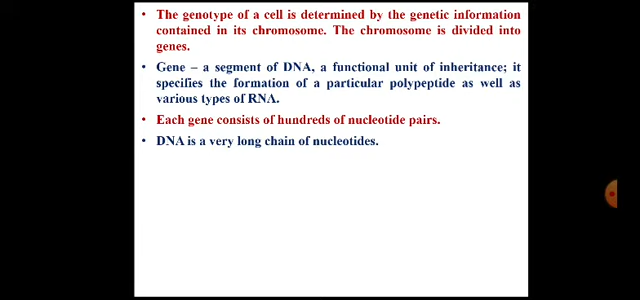 • The genotype of a cell is determined by the genetic information
contained in its chromosome. The chromosome is divided into
genes.
• Gene – a segment of DNA, a functional unit of inheritance; it
specifies the formation of a particular polypeptide as well as
various types of RNA.
• Each gene consists of hundreds of nucleotide pairs.
• DNA is a very long chain of nucleotides.